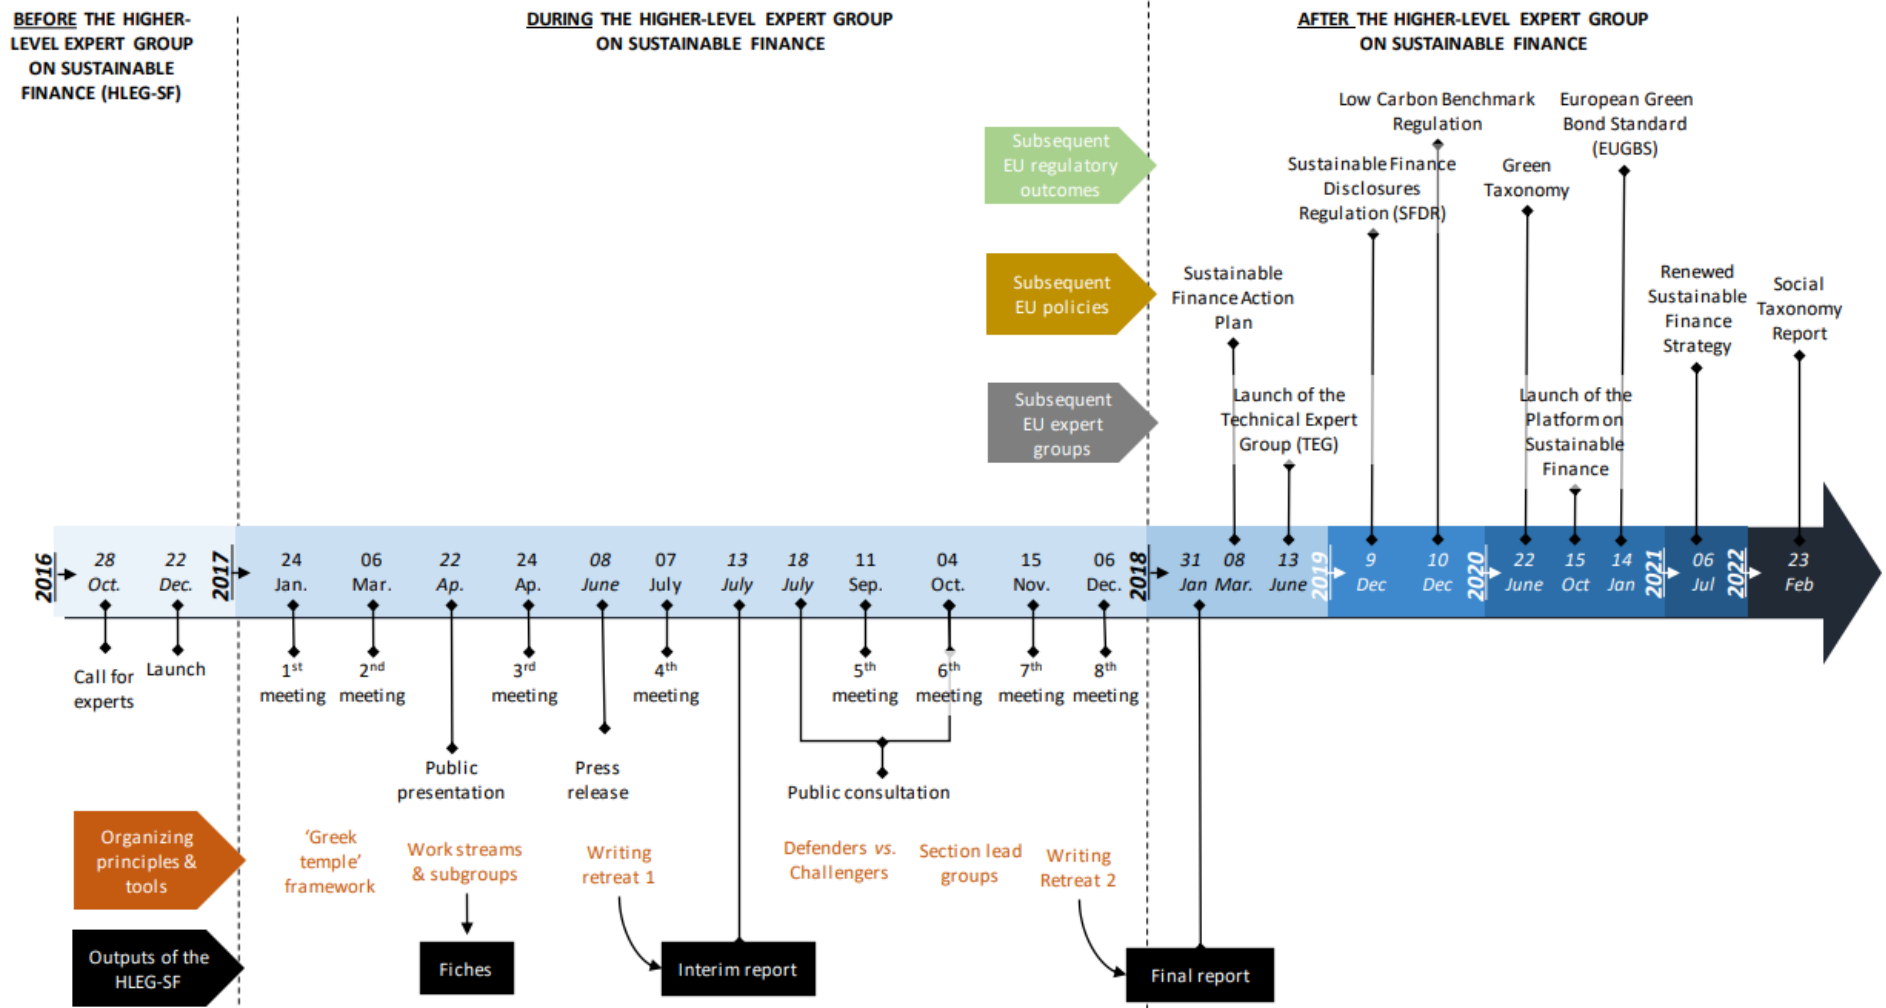 BEFORE THE HIGHER-
LEVEL EXPERT GROUP
ON SUSTAINABLE
FINANCE (HLEG-SF)
DURING THE HIGHER-LEVEL EXPERT GROUP
ON SUSTAINABLE FINANCE
AFTER THE HIGHER-LEVEL EXPERT GROUP
ON SUSTAINABLE FINANCE
Subsequent
EU regulatory
outcomes
Low Carbon Benchmark
Regulation
European Green
Bond Standard
(EUGBS)
Sustainable Finance
Disclosures
Regulation (SFDR)
Green
Taxonomy
Subsequent
EU policies
Sustainable
Finance Action
Plan
Renewed
Sustainable
Finance
Strategy
Social
Taxonomy
Report
Subsequent
EU expert
groups
Launch of the
Technical Expert
Group (TEG)
Launch of the
Platform on
Sustainable
Finance
2016
28
Oct.
22
Dec.
2017
24
Jan.
06
Mar.
22
Ap.
24
Ap.
08
June
07
July
13
July
18
July
11
Sep.
04
Oct.
15
Nov.
06
Dec.
2018
31
Jan
08
Mar.
13
June
2019
9
Dec
10
Dec
2020
22
June
15
Oct
14
Jan
2021
06
Jul
2022
23
Feb
Call for
experts
Launch
1st
meeting
2nd
meeting
3rd
meeting
4th
meeting
5th
meeting
6th
meeting
7th
meeting
8th
meeting
Public
presentation
Press
release
Public consultation
Organizing
principles &
tools
‘Greek
temple’
framework
Work streams
& subgroups
Writing
retreat 1
Defenders vs.
Challengers
Section lead
groups
Writing
Retreat 2
Outputs of the
HLEG-SF
Fiches
Interim report
Final report